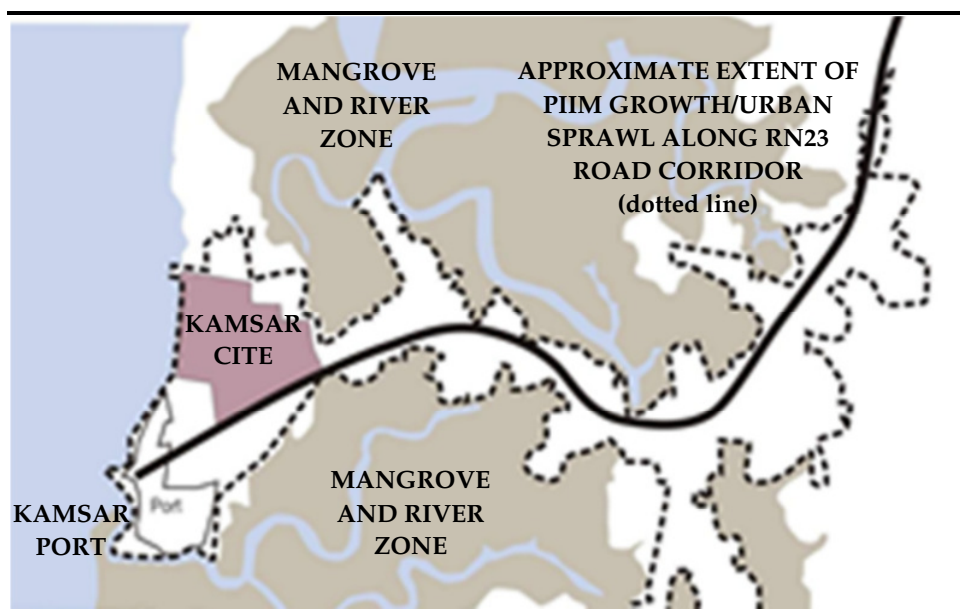 MANGROVE
AND RIVER
ZONE
APPROXIMATE EXTENT OF
PIIM GROWTH/URBAN
SPRAWL ALONG RN23
ROAD CORRIDOR
(dotted line)
KAMSAR
CITE
MANGROVE
AND RIVER
ZONE
KAMSAR
PORT
Port